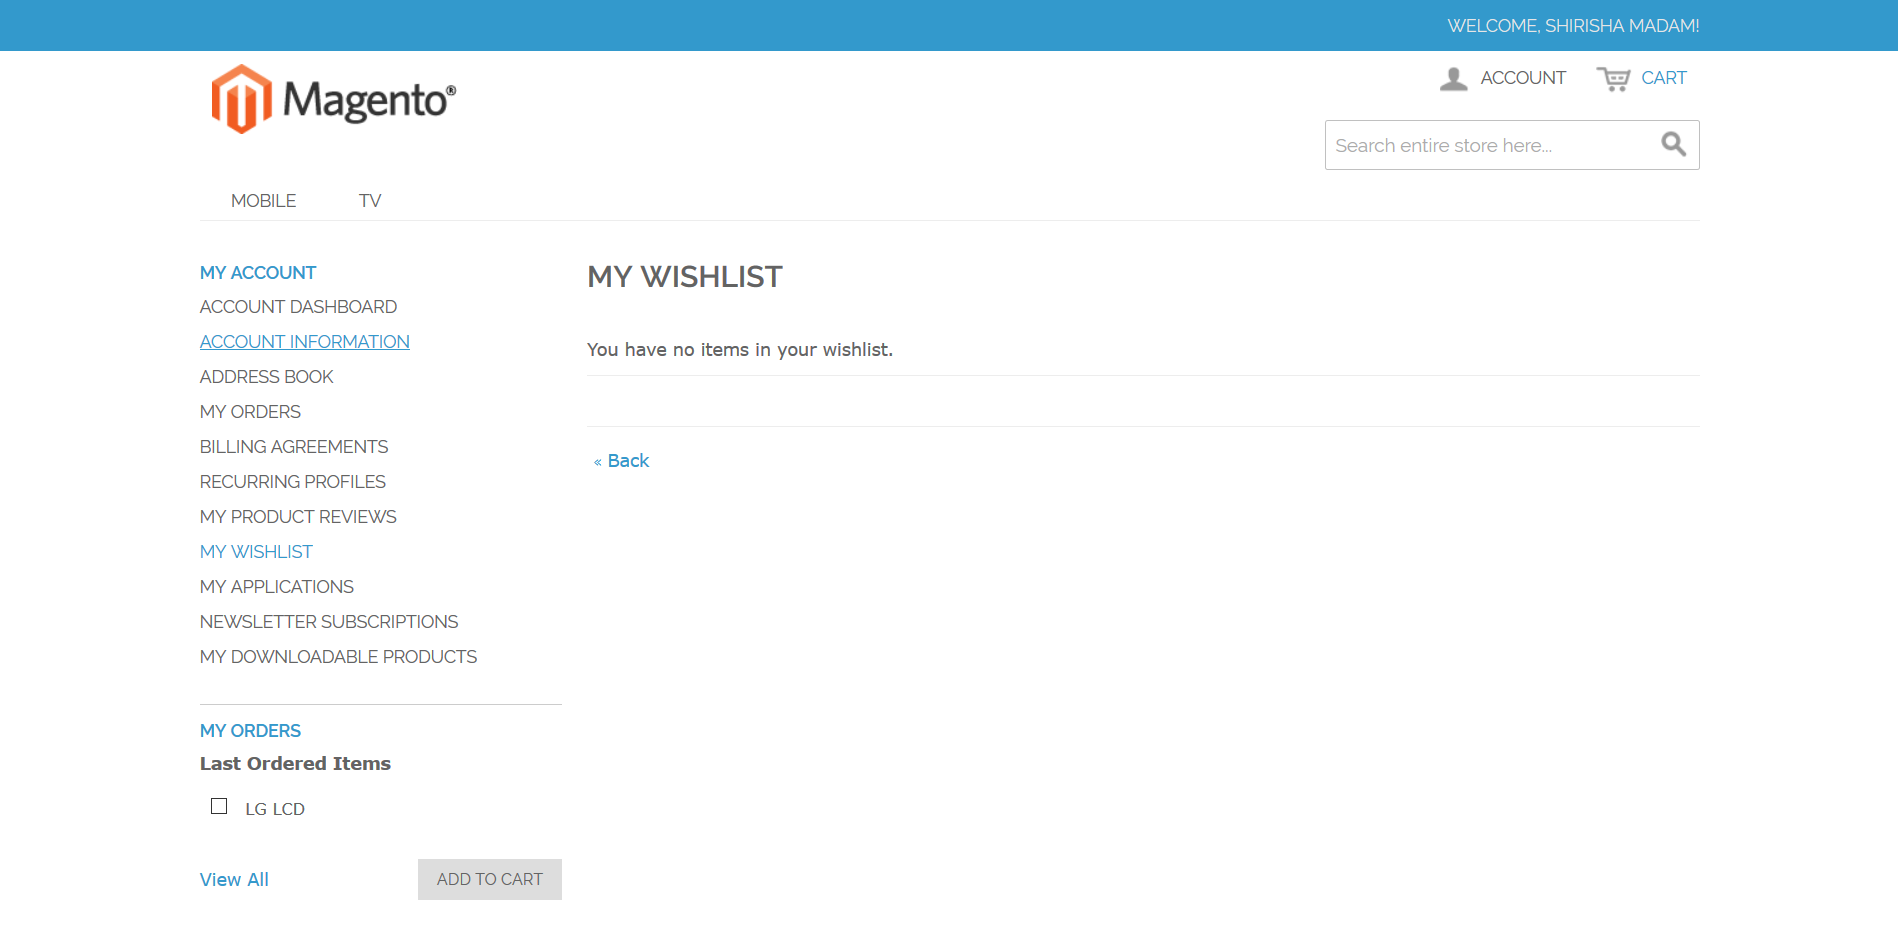 WELCOME, SHIRISHA MADAM!
Magento®
ACCOUNT
CART
Search entire store here...
MOBILE
TV
MY ACCOUNT
ACCOUNT DASHBOARD
ACCOUNT INFORMATION
ADDRESS BOOK
MY ORDERS
BILLING AGREEMENTS
RECURRING PROFILES
MY PRODUCT REVIEWS
MY WISHLIST
MY APPLICATIONS
NEWSLETTER SUBSCRIPTIONS
MY DOWNLOADABLE PRODUCTS
MY ORDERS
Last Ordered Items
LG LCD
View All
ADD TO CART
MY WISHLIST
You have no items in your wishlist.
« Back